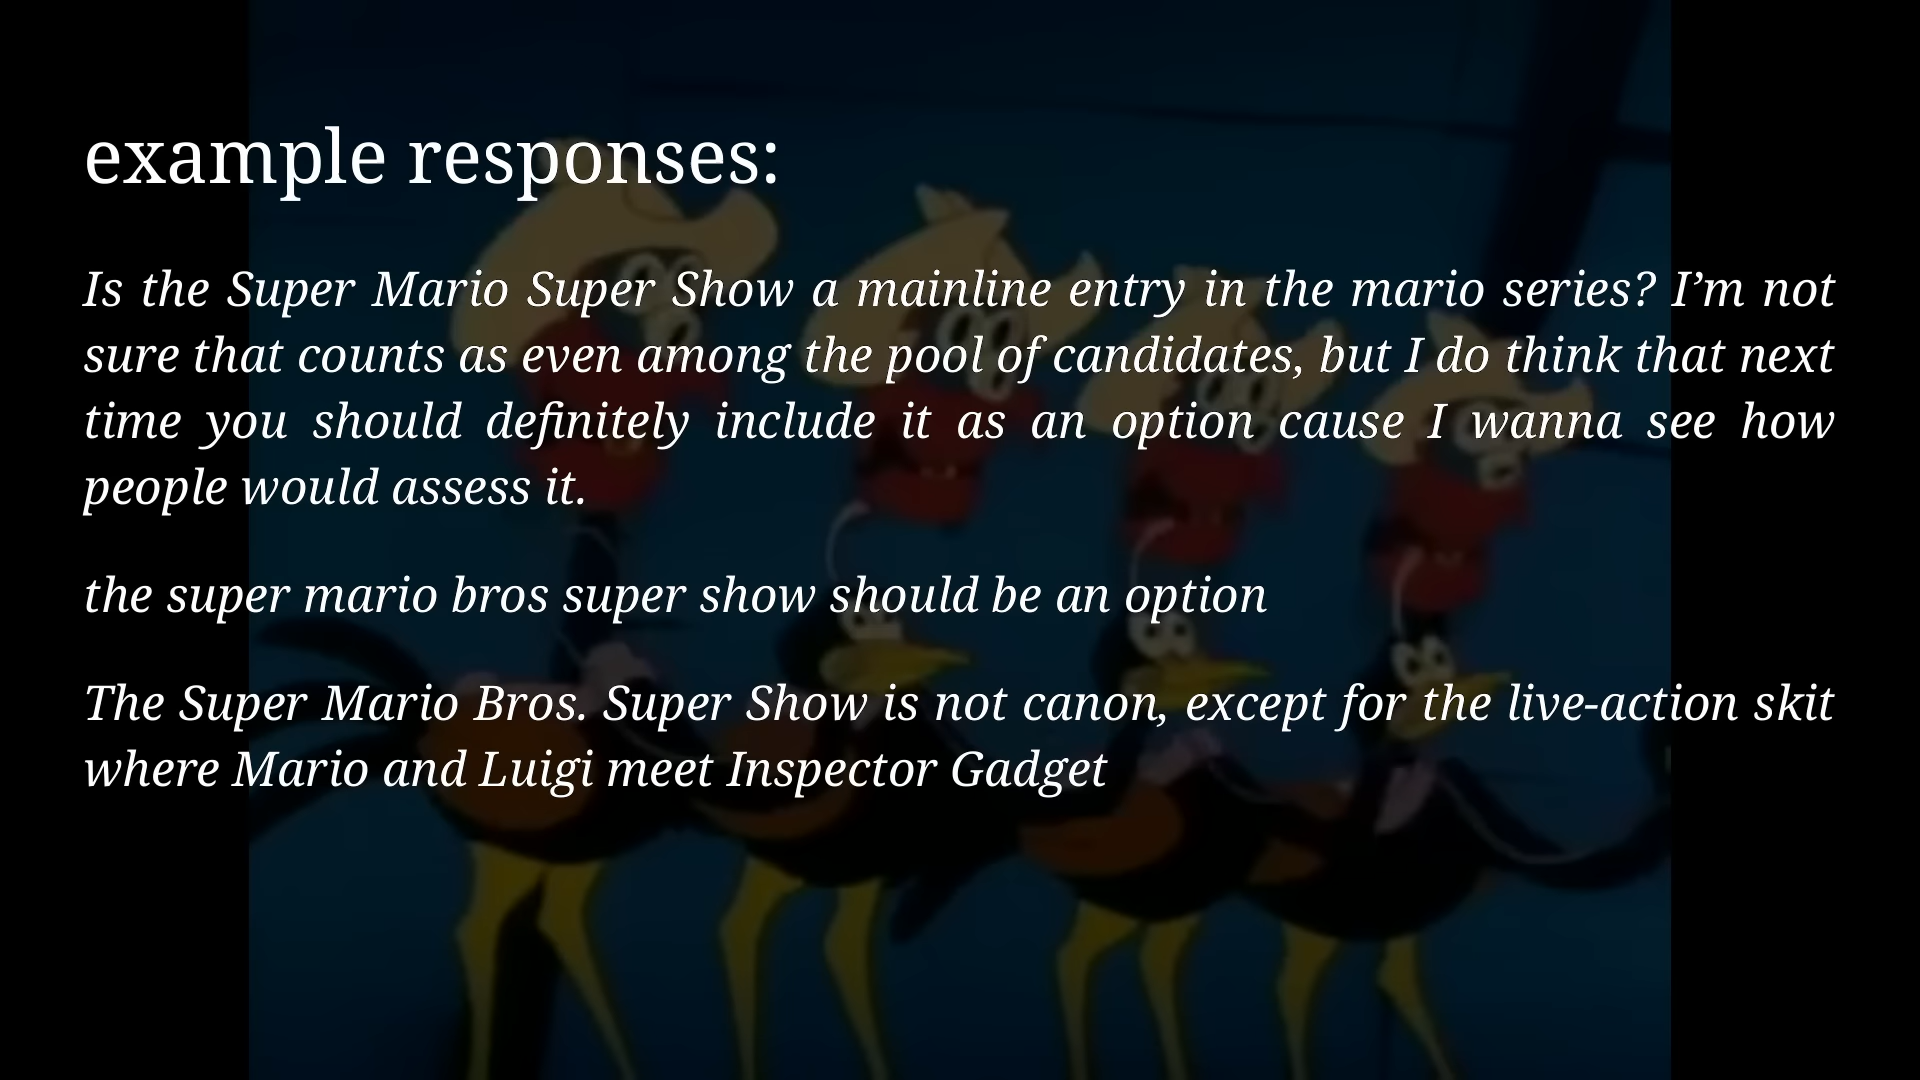 example responses:
Is the Super Mario Super Show a mainline entry in the mario series? I’m not
sure that counts as even among the pool of candidates, but I do think that next
time you should definitely include it as an option cause I wanna see how
people would assess it.
the super mario bros super show should be an option
The Super Mario Bros. Super Show is not canon, except for the live-action skit
where Mario and Luigi meet Inspector Gadget